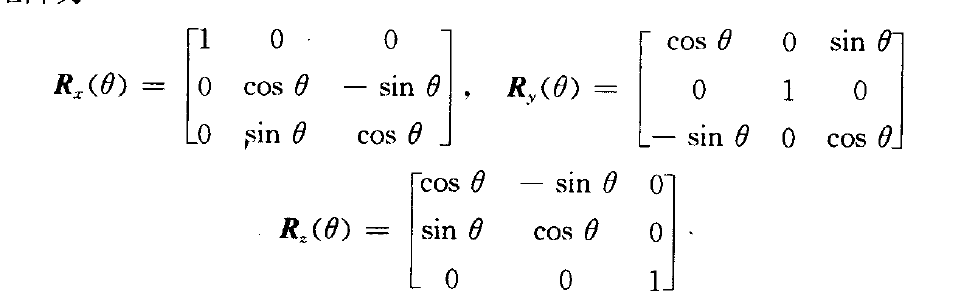 R_x(θ) = [1 0 0; 0 cos θ − sin θ; 0 sin θ cos θ], R_y(θ) = [cos θ 0 sin θ; 0 1 0; − sin θ 0 cos θ]
R_z(θ) = [cos θ − sin θ 0; sin θ cos θ 0; 0 0 1].